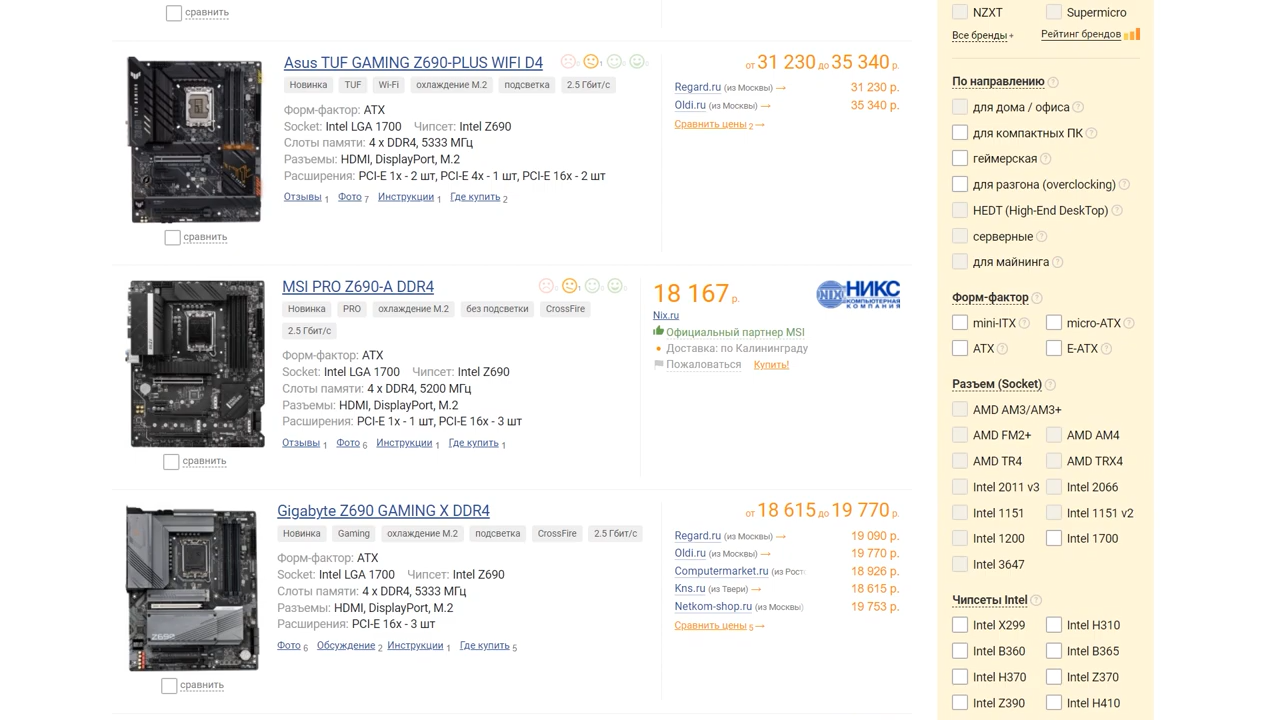 сравнить
Asus TUF GAMING Z690-PLUS WIFI D4
Новинка TUF Wi-Fi охлаждение M.2 подсветка 2.5 Гбит/с
Форм-фактор: ATX
Socket: Intel LGA 1700 Чипсет: Intel Z690
Слоты памяти: 4 x DDR4, 5333 МГц
Разъемы: HDMI, DisplayPort, M.2
Расширения: PCI-E 1x - 2 шт, PCI-E 4x - 1 шт, PCI-E 16x - 2 шт
Отзывы 1 Фото 7 Инструкции 1 Где купить 2
сравнить
от 31 230 до 35 340 р.
Regard.ru (из Москвы) → 31 230 р.
Oldi.ru (из Москвы) → 35 340 р.
Сравнить цены 2 →
MSI PRO Z690-A DDR4
Новинка PRO охлаждение M.2 без подсветки CrossFire
2.5 Гбит/с
Форм-фактор: ATX
Socket: Intel LGA 1700 Чипсет: Intel Z690
Слоты памяти: 4 x DDR4, 5200 МГц
Разъемы: HDMI, DisplayPort, M.2
Расширения: PCI-E 1x - 1 шт, PCI-E 16x - 3 шт
Отзывы 1 Фото 6 Инструкции 1 Где купить 1
сравнить
18 167 р.
Nix.ru
Официальный партнер MSI
Доставка: по Калининграду
Пожаловаться Купить!
NIX НИКС
КОМПЬЮТЕРНАЯ
КОМПАНИЯ
Gigabyte Z690 GAMING X DDR4
Новинка Gaming охлаждение M.2 подсветка CrossFire 2.5 Гбит/с
Форм-фактор: ATX
Socket: Intel LGA 1700 Чипсет: Intel Z690
Слоты памяти: 4 x DDR4, 5333 МГц
Разъемы: HDMI, DisplayPort, M.2
Расширения: PCI-E 16x - 3 шт
Фото 6 Обсуждение 2 Инструкции 1 Где купить 5
сравнить
от 18 615 до 19 770 р.
Regard.ru (из Москвы) → 19 090 р.
Oldi.ru (из Москвы) → 19 770 р.
Computermarket.ru (из Рост 18 926 р.
Kns.ru (из Твери) → 18 615 р.
Netkom-shop.ru (из Москвы) 19 753 р.
Сравнить цены 5 →
NZXT Supermicro
Все бренды + Рейтинг брендов
По направлению ?
для дома / офиса ?
для компактных ПК ?
геймерская ?
для разгона (overclocking) ?
HEDT (High-End DeskTop) ?
серверные ?
для майнинга ?
Форм-фактор ?
mini-ITX ? micro-ATX ?
ATX ? E-ATX ?
Разъем (Socket) ?
AMD AM3/AM3+
AMD FM2+ AMD AM4
AMD TR4 AMD TRX4
Intel 2011 v3 Intel 2066
Intel 1151 Intel 1151 v2
Intel 1200 Intel 1700
Intel 3647
Чипсеты Intel ?
Intel X299 Intel H310
Intel B360 Intel B365
Intel H370 Intel Z370
Intel Z390 Intel H410